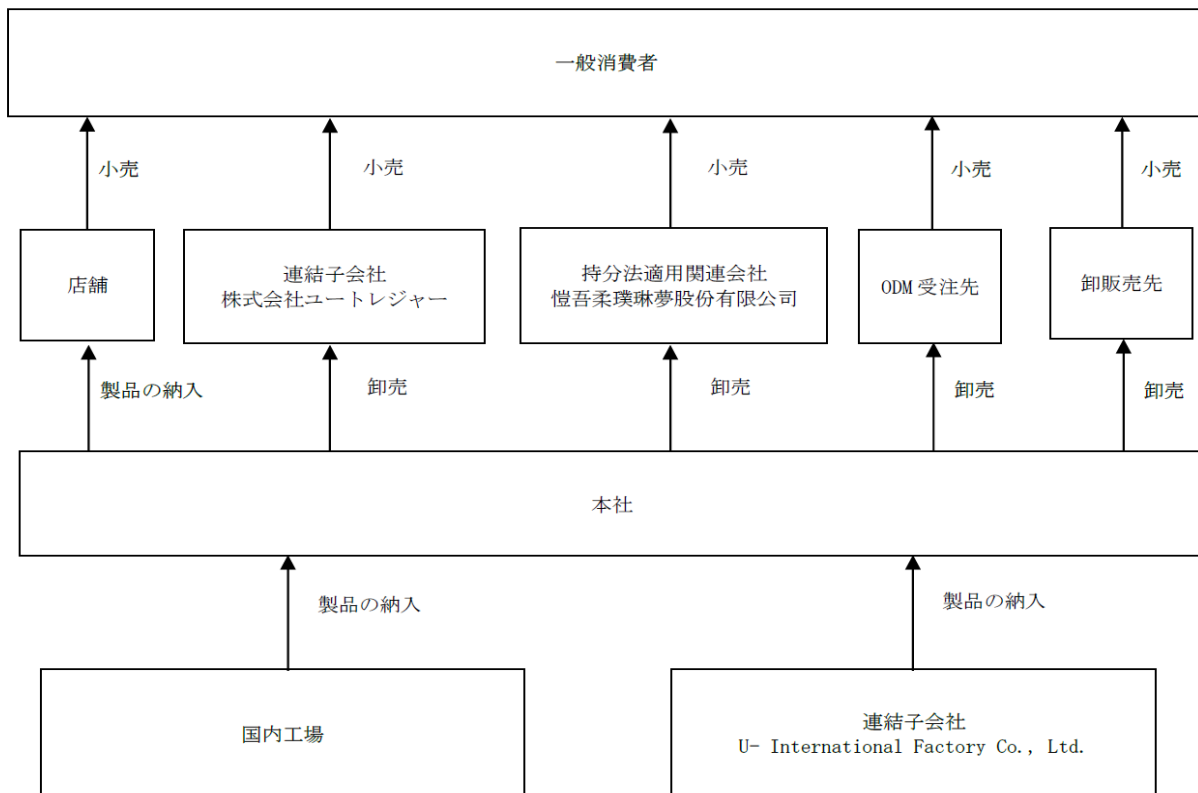 一般消費者
小売
小売
小売
小売
小売
店舗
連結子会社
株式会社ユートレジャー
持分法適用関連会社
愷吾柔璞琳夢股份有限公司
ODM 受注先
卸販売先
製品の納入
卸売
卸売
卸売
卸売
本社
製品の納入
製品の納入
国内工場
連結子会社
U- International Factory Co., Ltd.